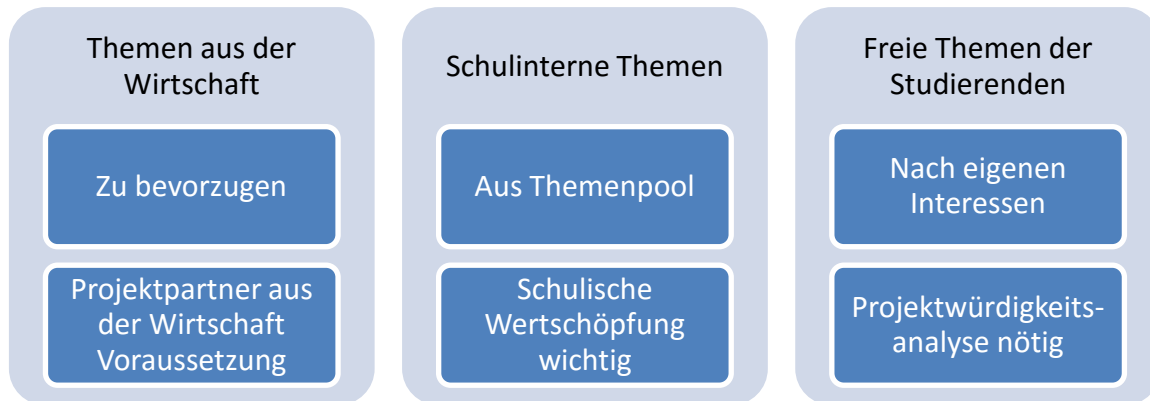 Themen aus der
Wirtschaft
Zu bevorzugen
Projektpartner aus
der Wirtschaft
Voraussetzung
Schulinterne Themen
Aus Themenpool
Schulische
Wertschöpfung
wichtig
Freie Themen der
Studierenden
Nach eigenen
Interessen
Projektwürdigkeits-
analyse nötig